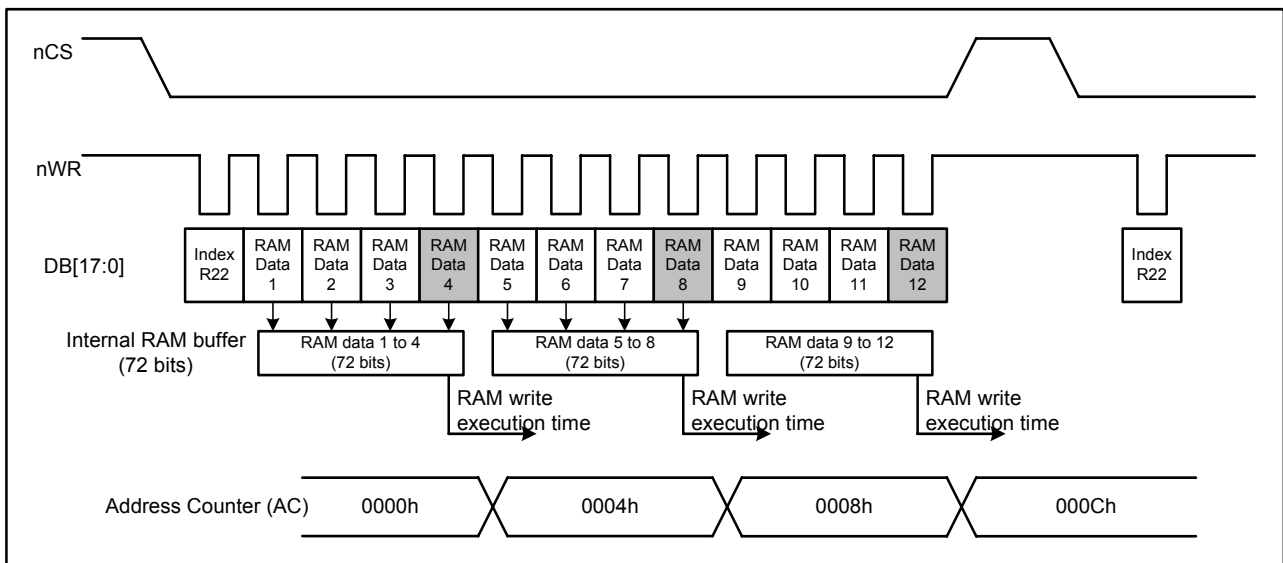 nCS
nWR
DB[17:0]
Index
R22
RAM
Data
1
RAM
Data
2
RAM
Data
3
RAM
Data
4
RAM
Data
5
RAM
Data
6
RAM
Data
7
RAM
Data
8
RAM
Data
9
RAM
Data
10
RAM
Data
11
RAM
Data
12
Index
R22
Internal RAM buffer
(72 bits)
RAM data 1 to 4
(72 bits)
RAM data 5 to 8
(72 bits)
RAM data 9 to 12
(72 bits)
RAM write
execution time
RAM write
execution time
RAM write
execution time
Address Counter (AC)
0000h
0004h
0008h
000Ch